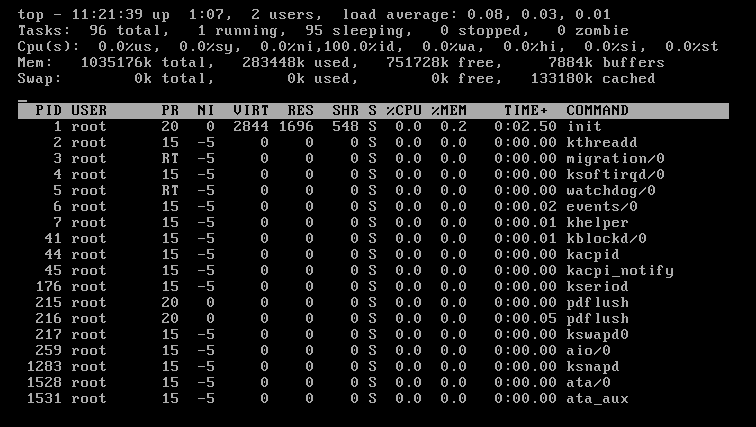 top - 11:21:39 up  1:07,  2 users,  load average: 0.08, 0.03, 0.01
Tasks:  96 total,   1 running,  95 sleeping,   0 stopped,   0 zombie
Cpu(s):  0.0%us,  0.0%sy,  0.0%ni,100.0%id,  0.0%wa,  0.0%hi,  0.0%si,  0.0%st
Mem:   1035176k total,   283448k used,   751728k free,     7884k buffers
Swap:        0k total,        0k used,        0k free,   133180k cached
  PID USER      PR  NI  VIRT  RES  SHR S %CPU %MEM    TIME+  COMMAND
    1 root      20   0  2844 1696  548 S  0.0  0.2   0:02.50 init
    2 root      15  -5     0    0    0 S  0.0  0.0   0:00.00 kthreadd
    3 root      RT  -5     0    0    0 S  0.0  0.0   0:00.00 migration/0
    4 root      15  -5     0    0    0 S  0.0  0.0   0:00.00 ksoftirqd/0
    5 root      RT  -5     0    0    0 S  0.0  0.0   0:00.00 watchdog/0
    6 root      15  -5     0    0    0 S  0.0  0.0   0:00.02 events/0
    7 root      15  -5     0    0    0 S  0.0  0.0   0:00.01 khelper
   41 root      15  -5     0    0    0 S  0.0  0.0   0:00.01 kblockd/0
   44 root      15  -5     0    0    0 S  0.0  0.0   0:00.00 kacpid
   45 root      15  -5     0    0    0 S  0.0  0.0   0:00.00 kacpi_notify
  176 root      15  -5     0    0    0 S  0.0  0.0   0:00.00 kseriod
  215 root      20   0     0    0    0 S  0.0  0.0   0:00.00 pdflush
  216 root      20   0     0    0    0 S  0.0  0.0   0:00.05 pdflush
  217 root      15  -5     0    0    0 S  0.0  0.0   0:00.00 kswapd0
  259 root      15  -5     0    0    0 S  0.0  0.0   0:00.00 aio/0
 1283 root      15  -5     0    0    0 S  0.0  0.0   0:00.00 ksnapd
 1528 root      15  -5     0    0    0 S  0.0  0.0   0:00.00 ata/0
 1531 root      15  -5     0    0    0 S  0.0  0.0   0:00.00 ata_aux